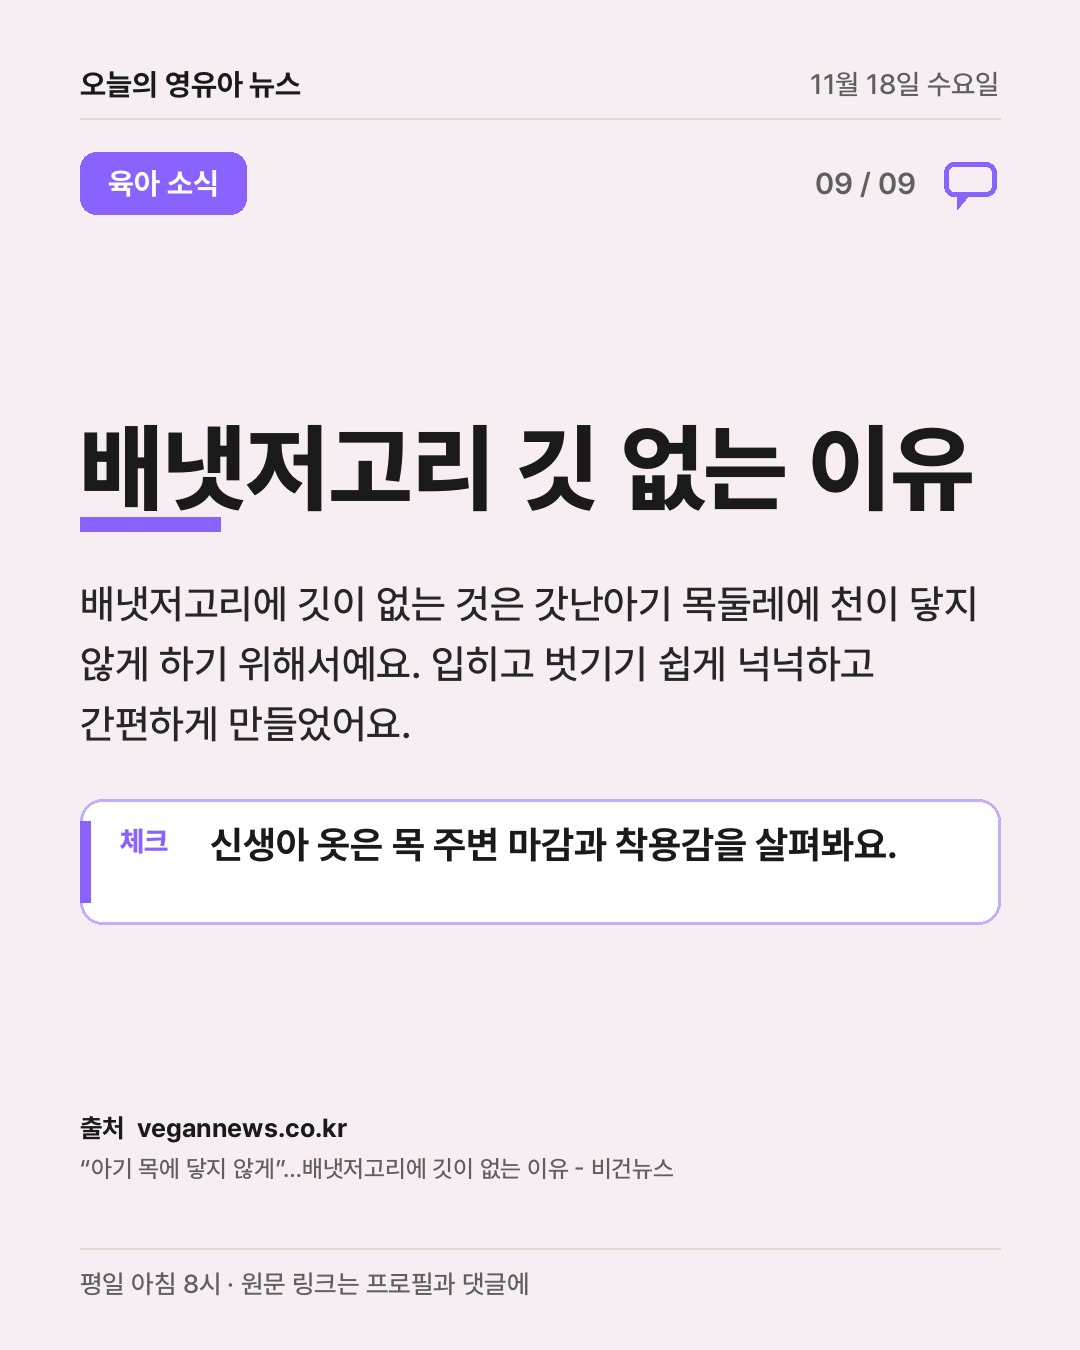 오늘의 영유아 뉴스
11월 18일 수요일
육아 소식
09 / 09
배냇저고리 깃 없는 이유
배냇저고리에 깃이 없는 것은 갓난아기 목둘레에 천이 닿지
않게 하기 위해서예요. 입히고 벗기기 쉽게 넉넉하고
간편하게 만들었어요.
체크 신생아 옷은 목 주변 마감과 착용감을 살펴봐요.
출처 vegannews.co.kr
“아기 목에 닿지 않게”...배냇저고리에 깃이 없는 이유 - 비건뉴스
평일 아침 8시 · 원문 링크는 프로필과 댓글에